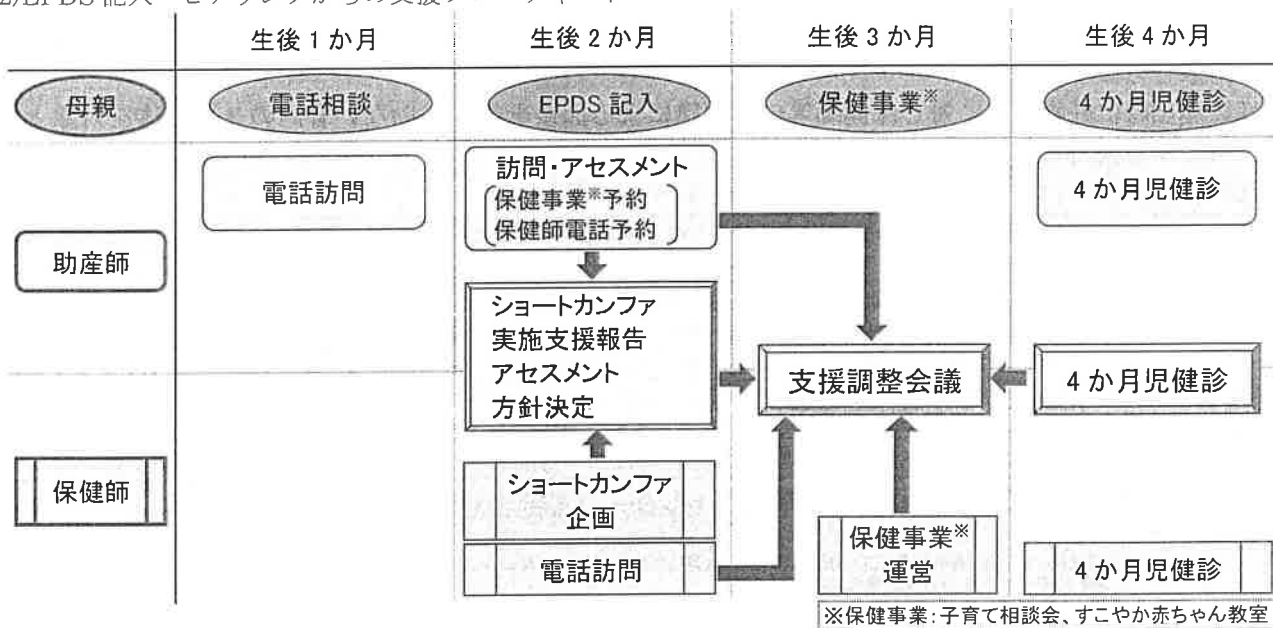 生後1か月
生後2か月
生後3か月
生後4か月
母親
電話相談
EPDS記入
保健事業※
4か月児健診
助産師
電話訪問
訪問・アセスメント
保健事業※予約
保健師電話予約
4か月児健診
ショートカンファ
実施支援報告
アセスメント
方針決定
支援調整会議
4か月児健診
保健師
ショートカンファ
企画
電話訪問
保健事業※
運営
4か月児健診
※保健事業:子育て相談会、すこやか赤ちゃん教室